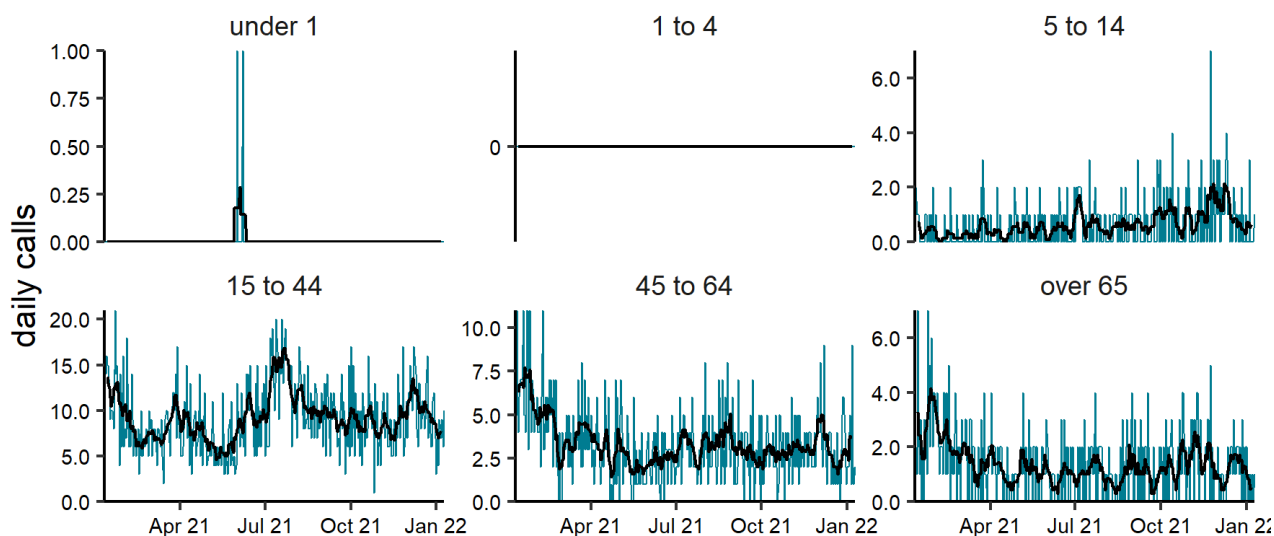 daily calls
under 1
1.00
0.75
0.50
0.25
0.00
1 to 4
0
5 to 14
6.0
4.0
2.0
0.0
15 to 44
20.0
15.0
10.0
5.0
0.0
Apr 21 Jul 21 Oct 21 Jan 22
45 to 64
10.0
7.5
5.0
2.5
0.0
Apr 21 Jul 21 Oct 21 Jan 22
over 65
6.0
4.0
2.0
0.0
Apr 21 Jul 21 Oct 21 Jan 22